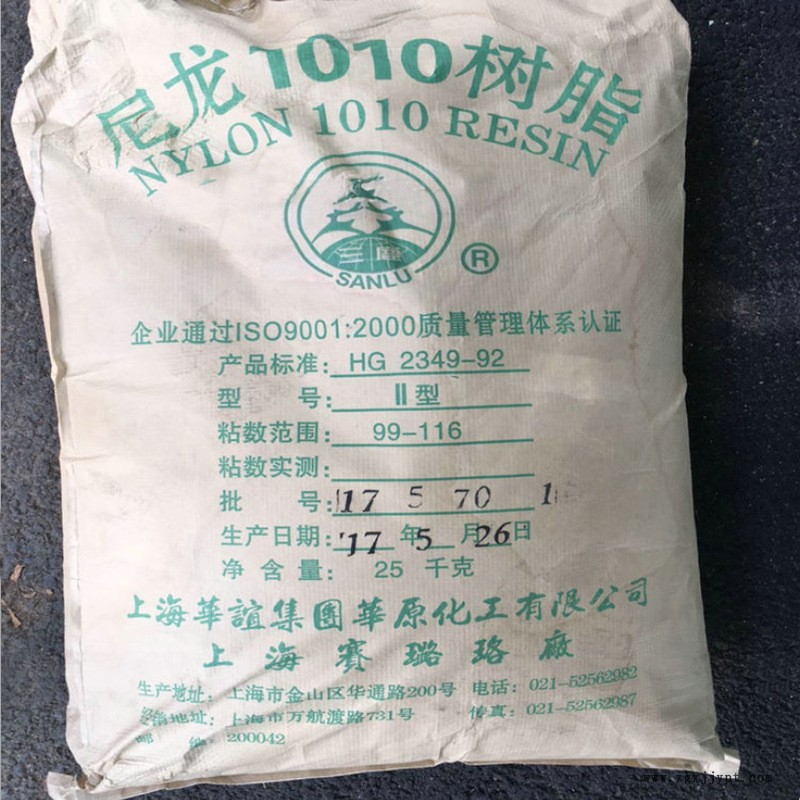 尼龙1010树脂
NYLON 1010 RESIN
三鹿
SANLU ®
企业通过ISO9001:2000质量管理体系认证
产品标准: HG 2349-92
型 号: Ⅱ型
粘数范围: 99-116
粘数实测:
批 号: 17 5 70 1
生产日期: '17 年 5 月 26 日
净含量: 25 千克
上海華誼集團華原化工有限公司
上海賽璐珞廠
生产地址: 上海市金山区华通路200号 电话: 021-52562982
地址: 上海市万航渡路731号 传真: 021-52562987
邮 200042